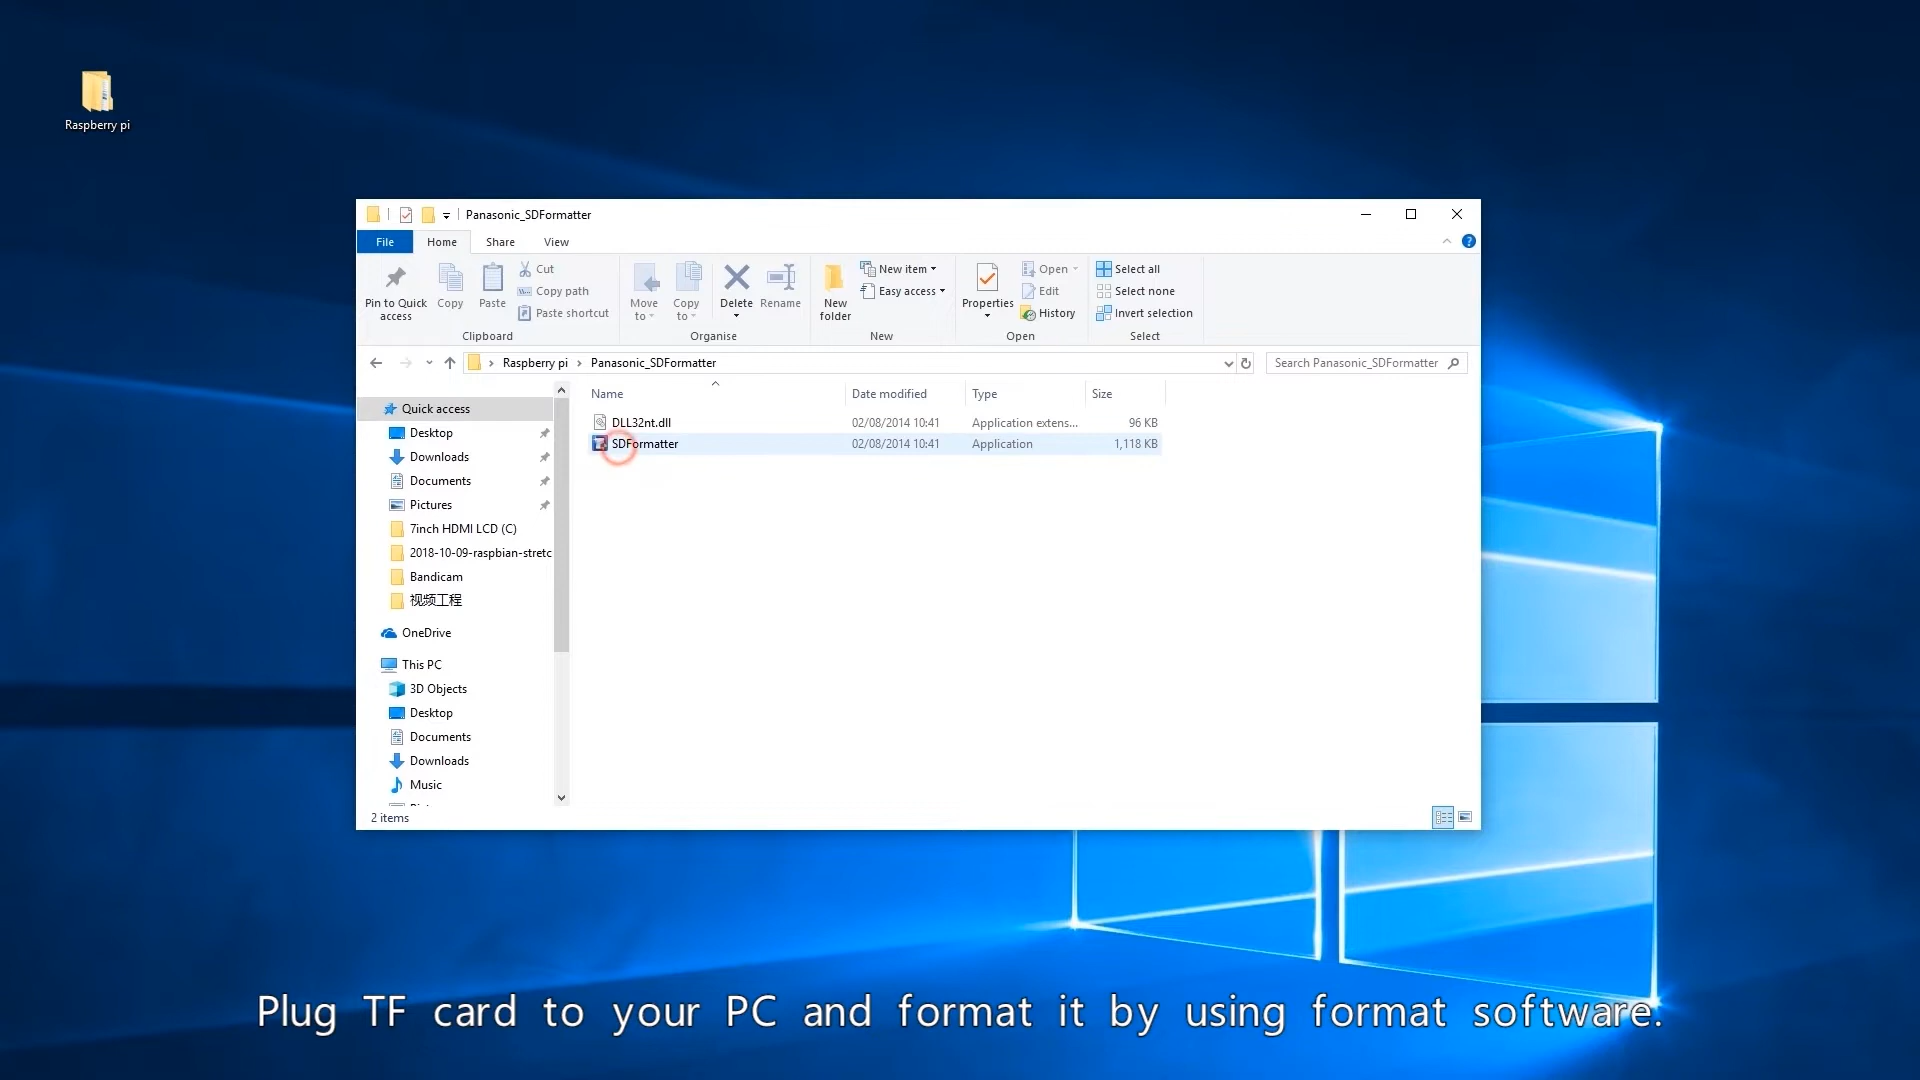 Raspberry pi
Panasonic_SDFormatter
File Home Share View
Pin to Quick access
Copy
Paste
Cut
Copy path
Paste shortcut
Clipboard
Move to
Copy to
Delete
Rename
Organise
New folder
New item
Easy access
New
Properties
Open
Edit
History
Open
Select all
Select none
Invert selection
Select
Raspberry pi › Panasonic_SDFormatter
Search Panasonic_SDFormatter
Quick access
Desktop
Downloads
Documents
Pictures
7inch HDMI LCD (C)
2018-10-09-raspbian-stretc
Bandicam
视频工程
OneDrive
This PC
3D Objects
Desktop
Documents
Downloads
Music
Name Date modified Type Size
DLL32nt.dll 02/08/2014 10:41 Application extens... 96 KB
SDFormatter 02/08/2014 10:41 Application 1,118 KB
2 items
Plug TF card to your PC and format it by using format software.